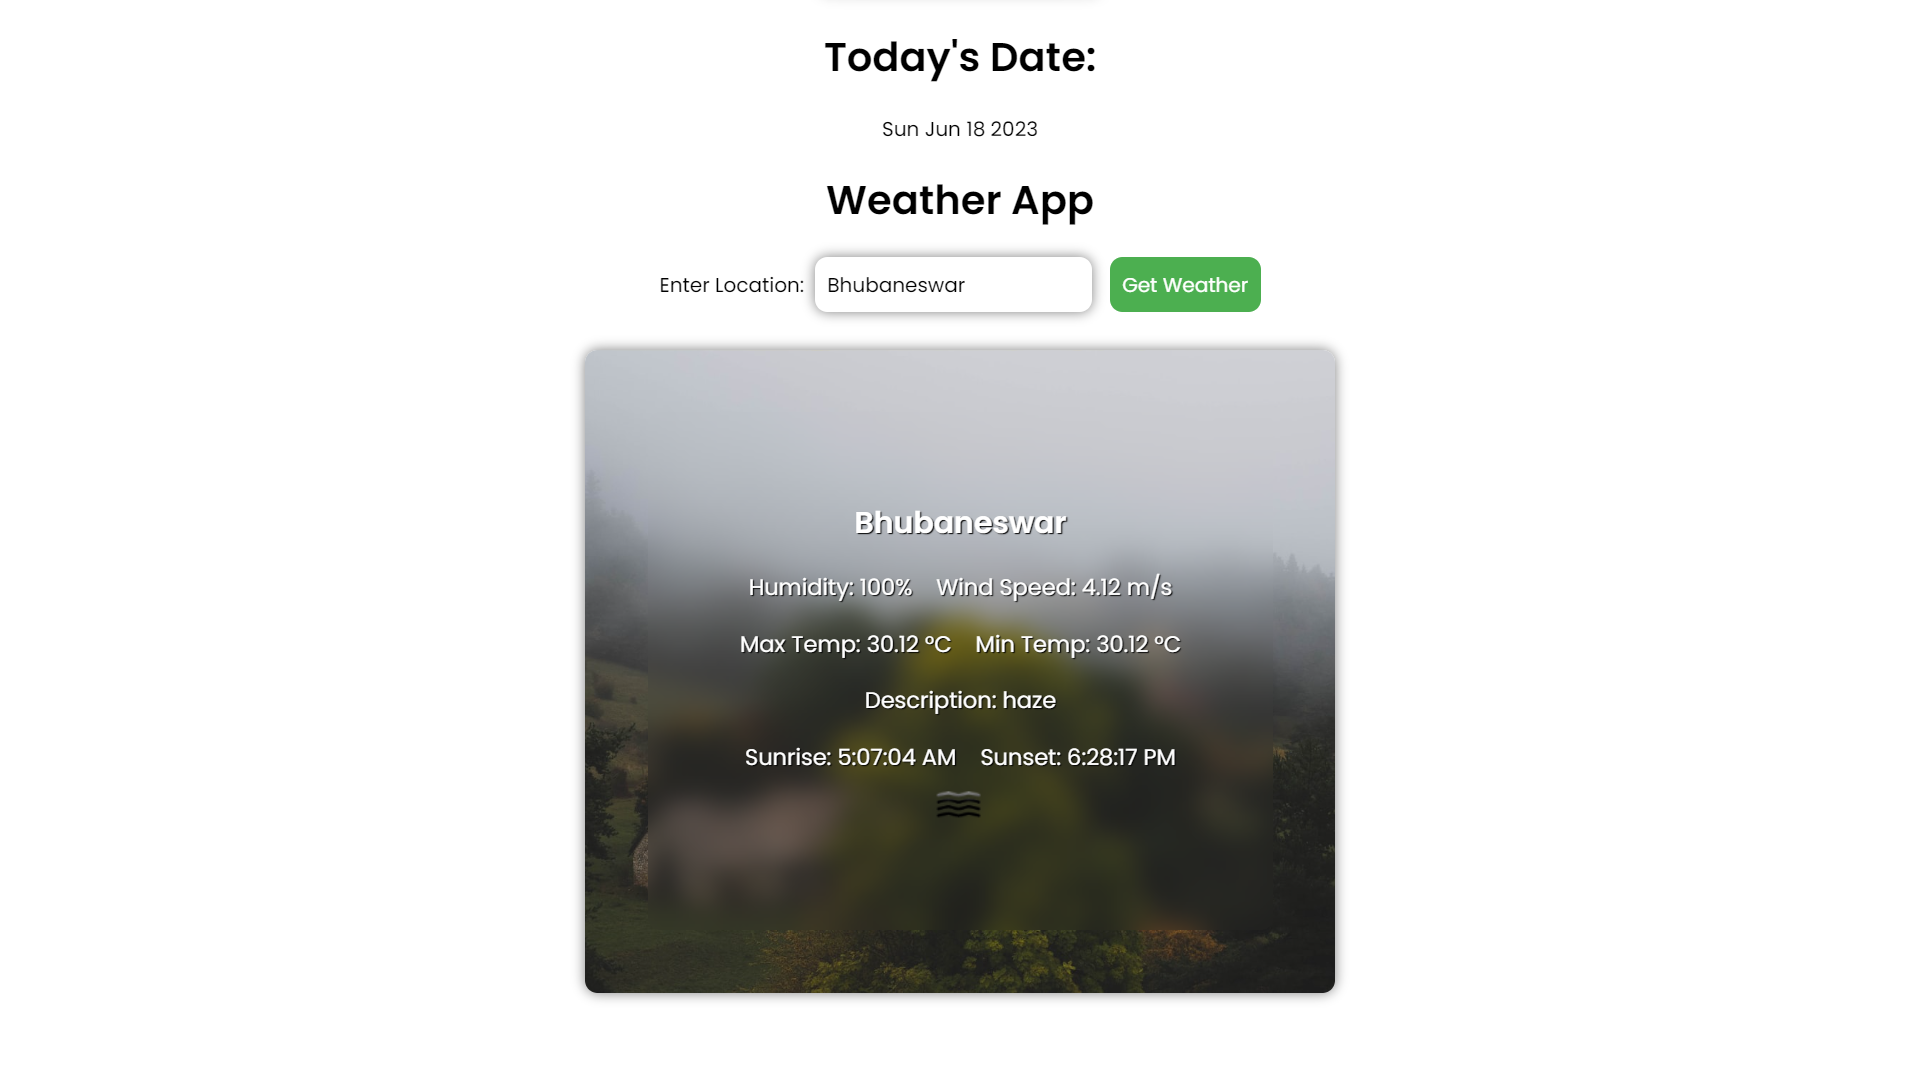 Today's Date:
Sun Jun 18 2023
Weather App
Enter Location: Bhubaneswar Get Weather
Bhubaneswar
Humidity: 100% Wind Speed: 4.12 m/s
Max Temp: 30.12 °C Min Temp: 30.12 °C
Description: haze
Sunrise: 5:07:04 AM Sunset: 6:28:17 PM